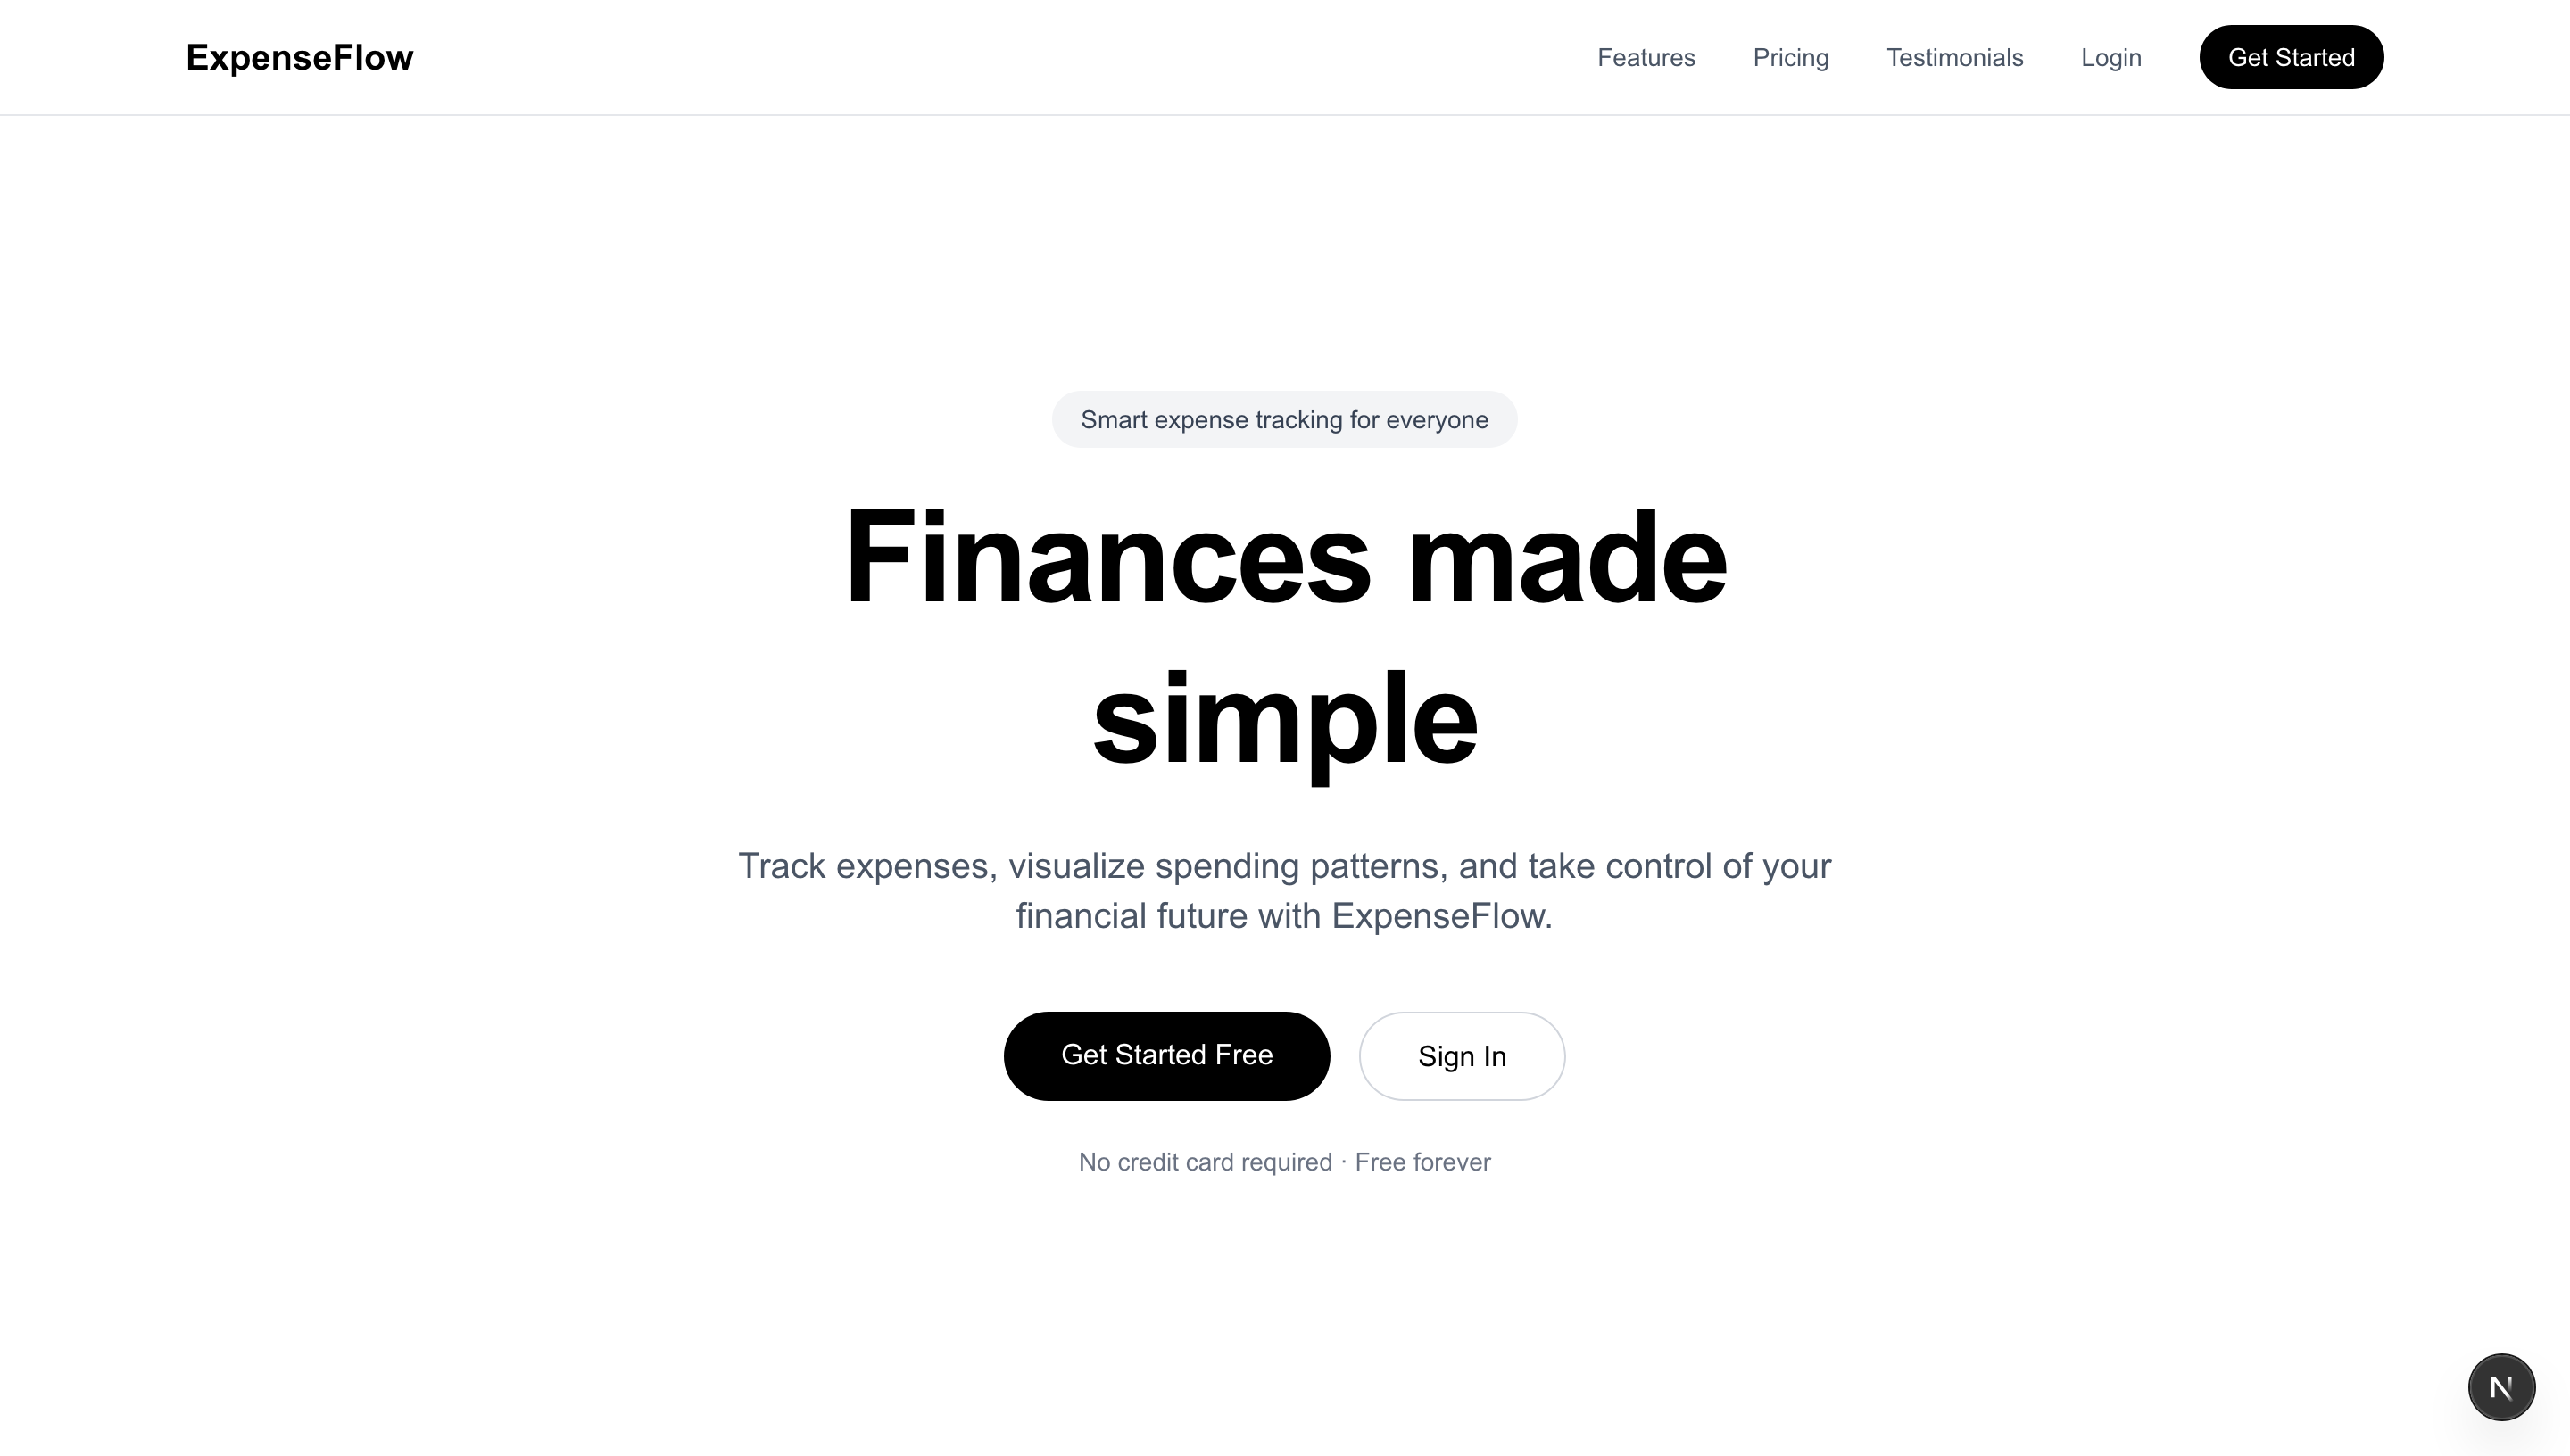 ExpenseFlow
Features
Pricing
Testimonials
Login
Get Started
Smart expense tracking for everyone
Finances made
simple
Track expenses, visualize spending patterns, and take control of your
financial future with ExpenseFlow.
Get Started Free
Sign In
No credit card required · Free forever
N